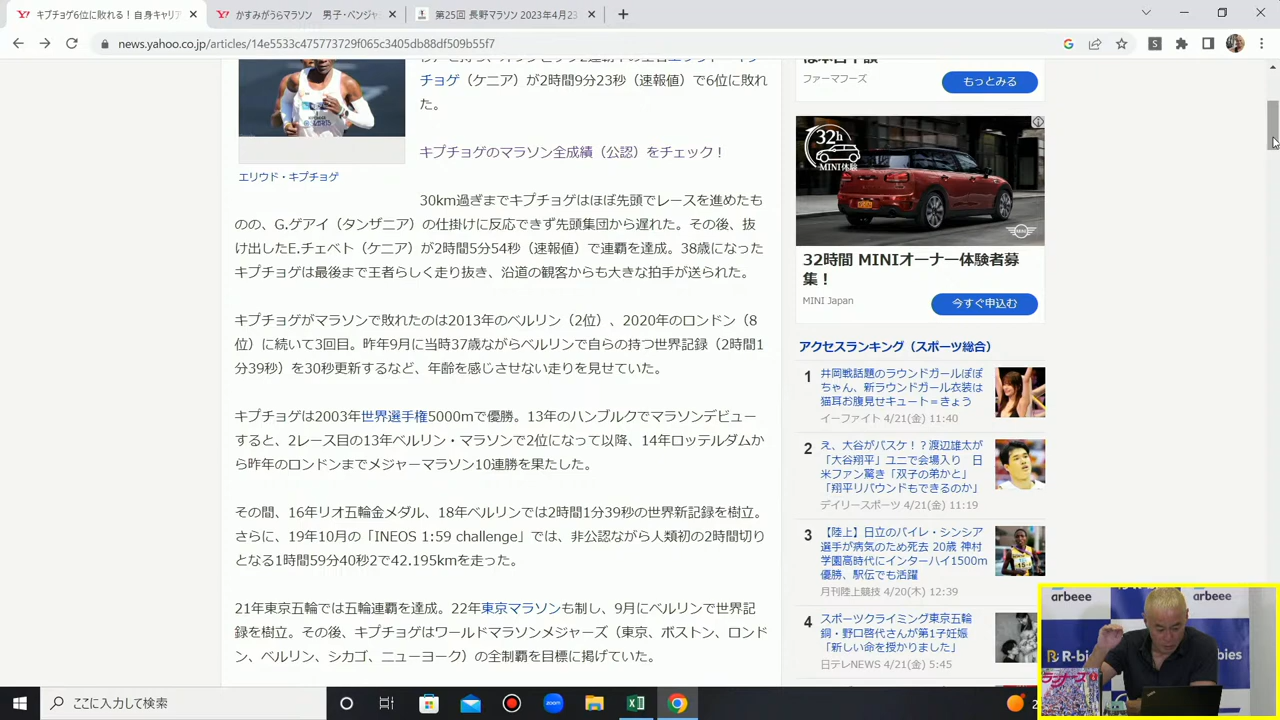 キプチョゲ6位に敗れる！自身キャリア
かすみがうらマラソン 男子・ベンジャ
第25回 長野マラソン 2023年4月23
news.yahoo.co.jp/articles/14e5533c475773729f065c3405db88df509b55f7
チョゲ（ケニア）が2時間9分23秒（速報値）で6位に敗れ
た。
キプチョゲのマラソン全成績（公認）をチェック！
エリウド・キプチョゲ
30km過ぎまでキプチョゲはほぼ先頭でレースを進めたも
のの、G.ゲアイ（タンザニア）の仕掛けに反応できず先頭集団から遅れた。その後、抜
け出したE.チェベト（ケニア）が2時間5分54秒（速報値）で連覇を達成。38歳になった
キプチョゲは最後まで王者らしく走り抜き、沿道の観客からも大きな拍手が送られた。
キプチョゲがマラソンで敗れたのは2013年のベルリン（2位）、2020年のロンドン（8
位）に続いて3回目。昨年9月に当時37歳ながらベルリンで自らの持つ世界記録（2時間1
分39秒）を30秒更新するなど、年齢を感じさせない走りを見せていた。
キプチョゲは2003年世界選手権5000mで優勝。13年のハンブルクでマラソンデビュー
すると、2レース目の13年ベルリン・マラソンで2位になって以降、14年ロッテルダムか
ら昨年のロンドンまでメジャーマラソン10連勝を果たした。
その間、16年リオ五輪金メダル、18年ベルリンでは2時間1分39秒の世界新記録を樹立。
さらに、19年10月の「INEOS 1:59 challenge」では、非公認ながら人類初の2時間切り
となる1時間59分40秒2で42.195kmを走った。
21年東京五輪では五輪連覇を達成。22年東京マラソンも制し、9月にベルリンで世界記
録を樹立。その後、キプチョゲはワールドマラソンメジャーズ（東京、ボストン、ロンド
ン、ベルリン、シカゴ、ニューヨーク）の全制覇を目標に掲げていた。
ファーマフーズ
もっとみる
32h
MINI体験
MINI
32時間 MINIオーナー体験者募
集！
MINI Japan
今すぐ申込む
アクセスランキング（スポーツ総合）
1
井岡戦話題のラウンドガールぽぽ
ちゃん、新ラウンドガール衣装は
猫耳お腹見せキュート＝きょう
イーファイト 4/21(金) 11:40
2
え、大谷がバスケ！？渡辺雄太が
「大谷翔平」ユニで会場入り 日
米ファン驚き「双子の弟かと」
「翔平リバウンドもできるのか」
デイリースポーツ 4/21(金) 11:19
3
【陸上】日立のパイレ・シンシア
選手が病気のため死去 20歳 神村
学園高時代にインターハイ1500m
優勝、駅伝でも活躍
月刊陸上競技 4/20(木) 12:39
4
スポーツクライミング東京五輪
銅・野口啓代さんが第1子妊娠
「新しい命を授かりました」
日テレNEWS 4/21(金) 5:45
arbeee
arbeee
R-bies
bies
ランナーズ
ここに入力して検索
zoom